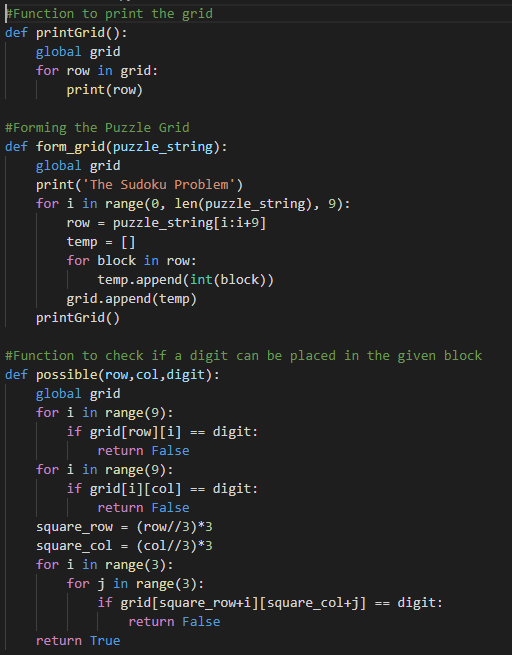 #Function to print the grid
def printGrid():
    global grid
    for row in grid:
        print(row)

#Forming the Puzzle Grid
def form_grid(puzzle_string):
    global grid
    print('The Sudoku Problem')
    for i in range(0, len(puzzle_string), 9):
        row = puzzle_string[i:i+9]
        temp = []
        for block in row:
            temp.append(int(block))
        grid.append(temp)
    printGrid()

#Function to check if a digit can be placed in the given block
def possible(row,col,digit):
    global grid
    for i in range(9):
        if grid[row][i] == digit:
            return False
    for i in range(9):
        if grid[i][col] == digit:
            return False
    square_row = (row//3)*3
    square_col = (col//3)*3
    for i in range(3):
        for j in range(3):
            if grid[square_row+i][square_col+j] == digit:
                return False
    return True